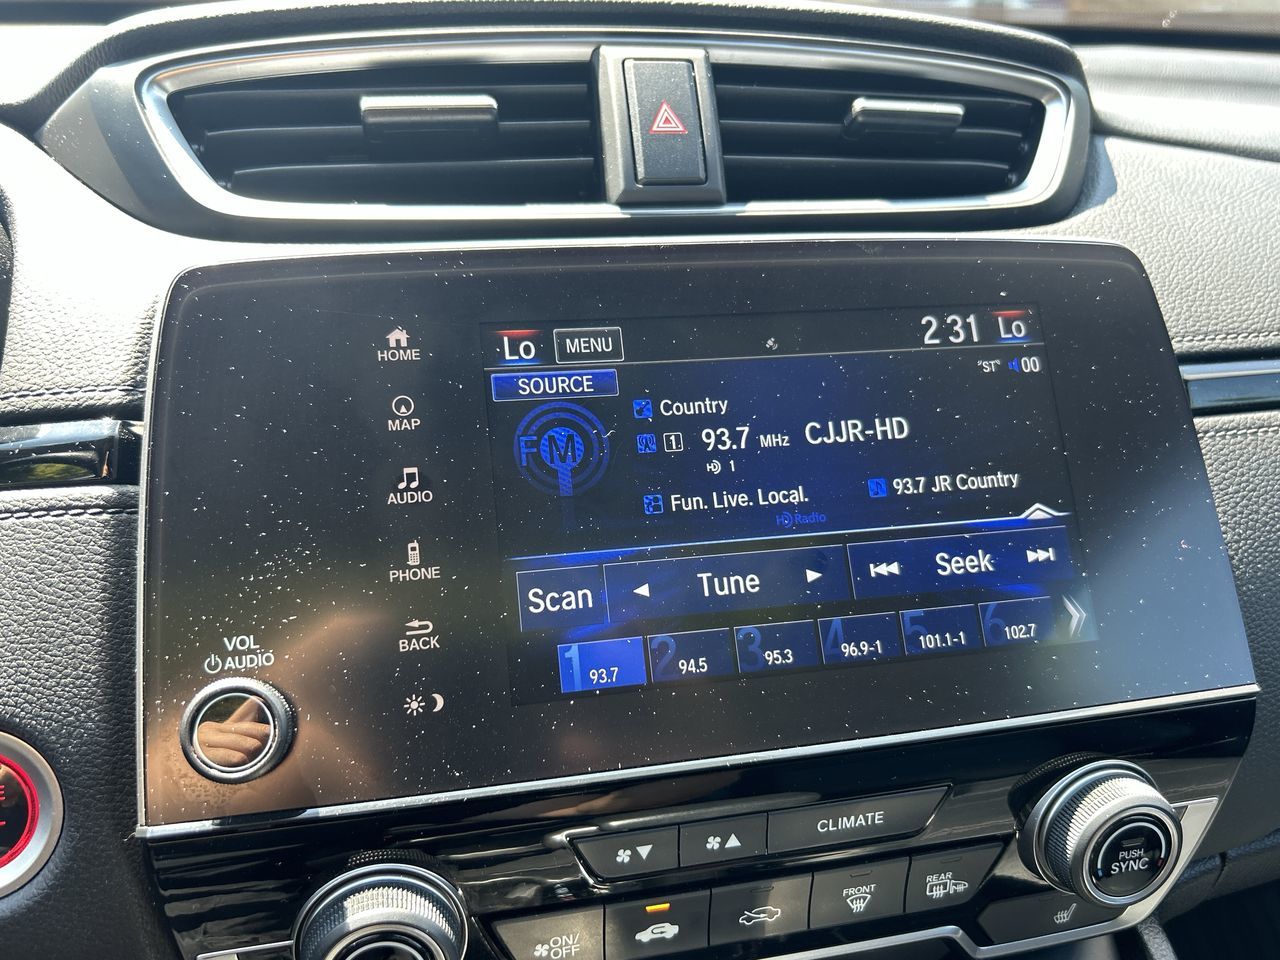 HOME
MAP
AUDIO
PHONE
BACK
VOL
AUDIO
Lo MENU 2 31 Lo
SOURCE "ST" 00
Country
FM 1 93.7 MHz CJJR-HD
HD 1
Fun. Live. Local. 93.7 JR Country
HD Radio
Scan Tune Seek
1 93.7 2 94.5 3 95.3 4 96.9-1 5 101.1-1 6 102.7
CLIMATE
FRONT REAR
ON/
OFF
PUSH
SYNC